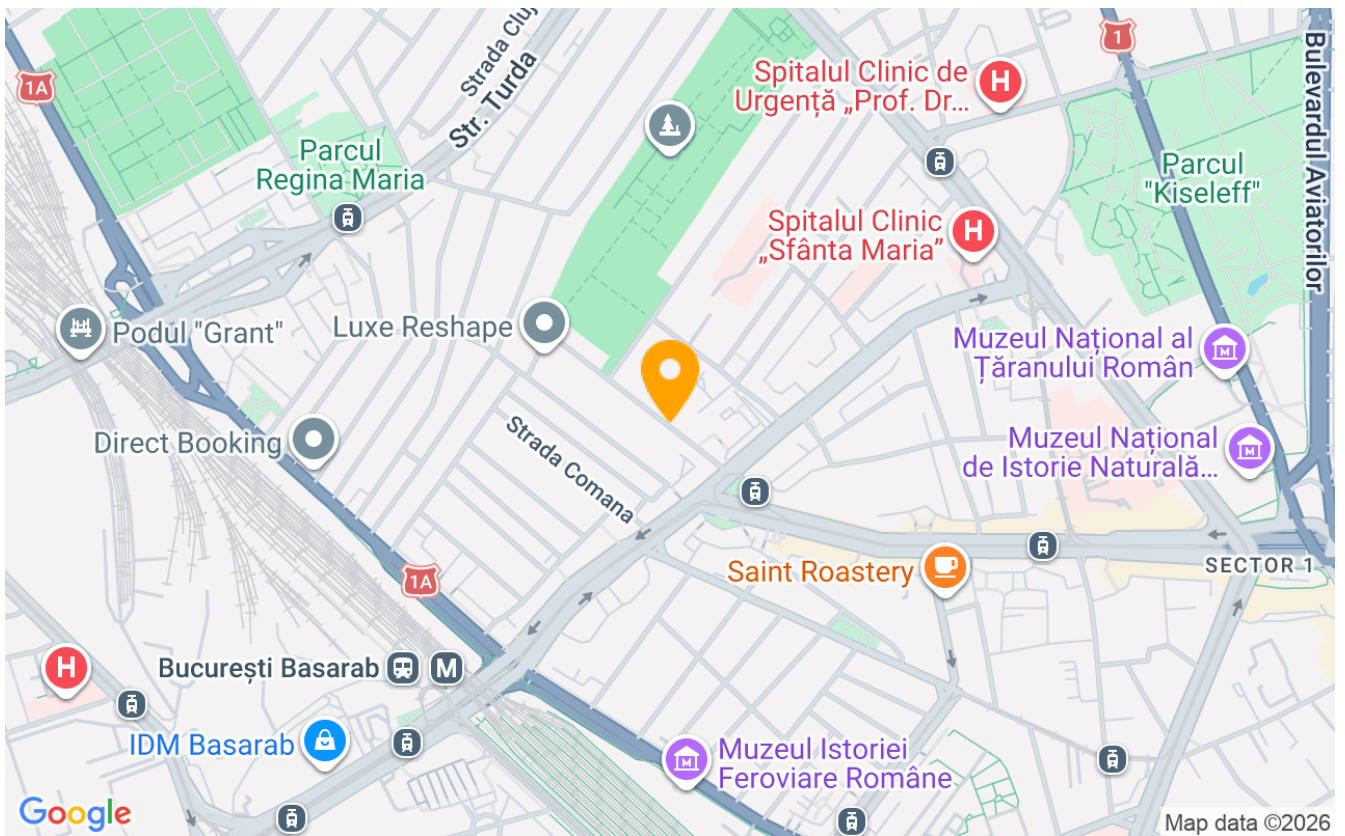 1A
Strada Cluj
Str. Turda
Parcul
Regina Maria
Spitalul Clinic de
Urgență „Prof. Dr...
H
1
Bulevardul Aviatorilor
Parcul
"Kiseleff"
Spitalul Clinic
„Sfânta Maria”
H
Podul "Grant"
Luxe Reshape
Muzeul Național al
Țăranului Român
M
Direct Booking
Strada Comana
Muzeul Național
de Istorie Naturală...
M
1A
Saint Roastery
SECTOR 1
H
București Basarab
M
IDM Basarab
M
Muzeul Istoriei
Feroviare Române
Google
Map data ©2026